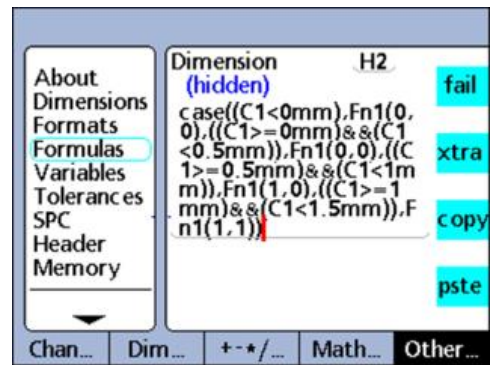 About
Dimensions
Formats
Formulas
Variables
Tolerances
SPC
Header
Memory
Dimension H2
(hidden)
case((C1<0mm),Fn1(0,
0),((C1>=0mm)&&(C1
<0.5mm)),Fn1(0,0),((C
1>=0.5mm)&&(C1<1m
m)),Fn1(1,0),((C1>=1
mm)&&(C1<1.5mm)),F
n1(1,1))
fail
xtra
copy
pste
Chan... Dim... +-*/... Math... Other...